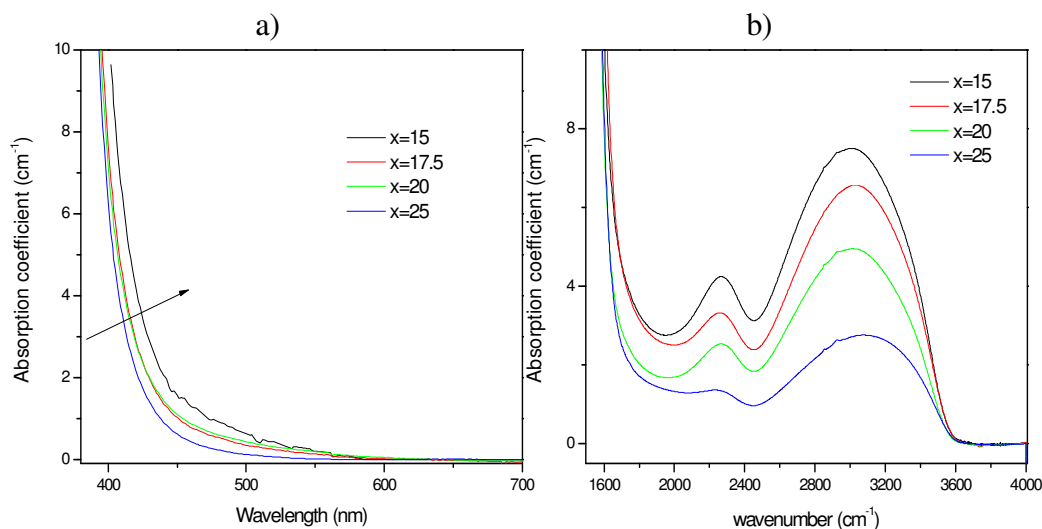 a)
10
8
6
4
2
0
Absorption coefficient (cm-1)
x=15
x=17.5
x=20
x=25
400
500
600
700
Wavelength (nm)
b)
8
4
0
Absorption coefficient (cm-1)
x=15
x=17.5
x=20
x=25
1600
2000
2400
2800
3200
3600
4000
wavenumber (cm-1)